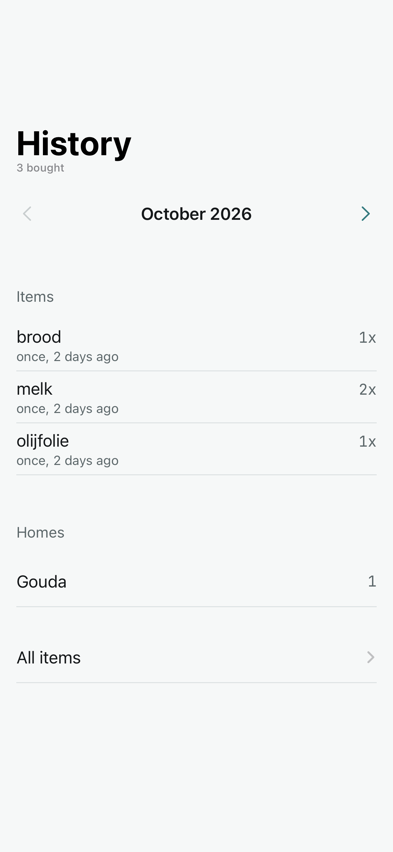 History
3 bought
October 2026
Items
brood 1x
once, 2 days ago
melk 2x
once, 2 days ago
olijfolie 1x
once, 2 days ago
Homes
Gouda 1
All items